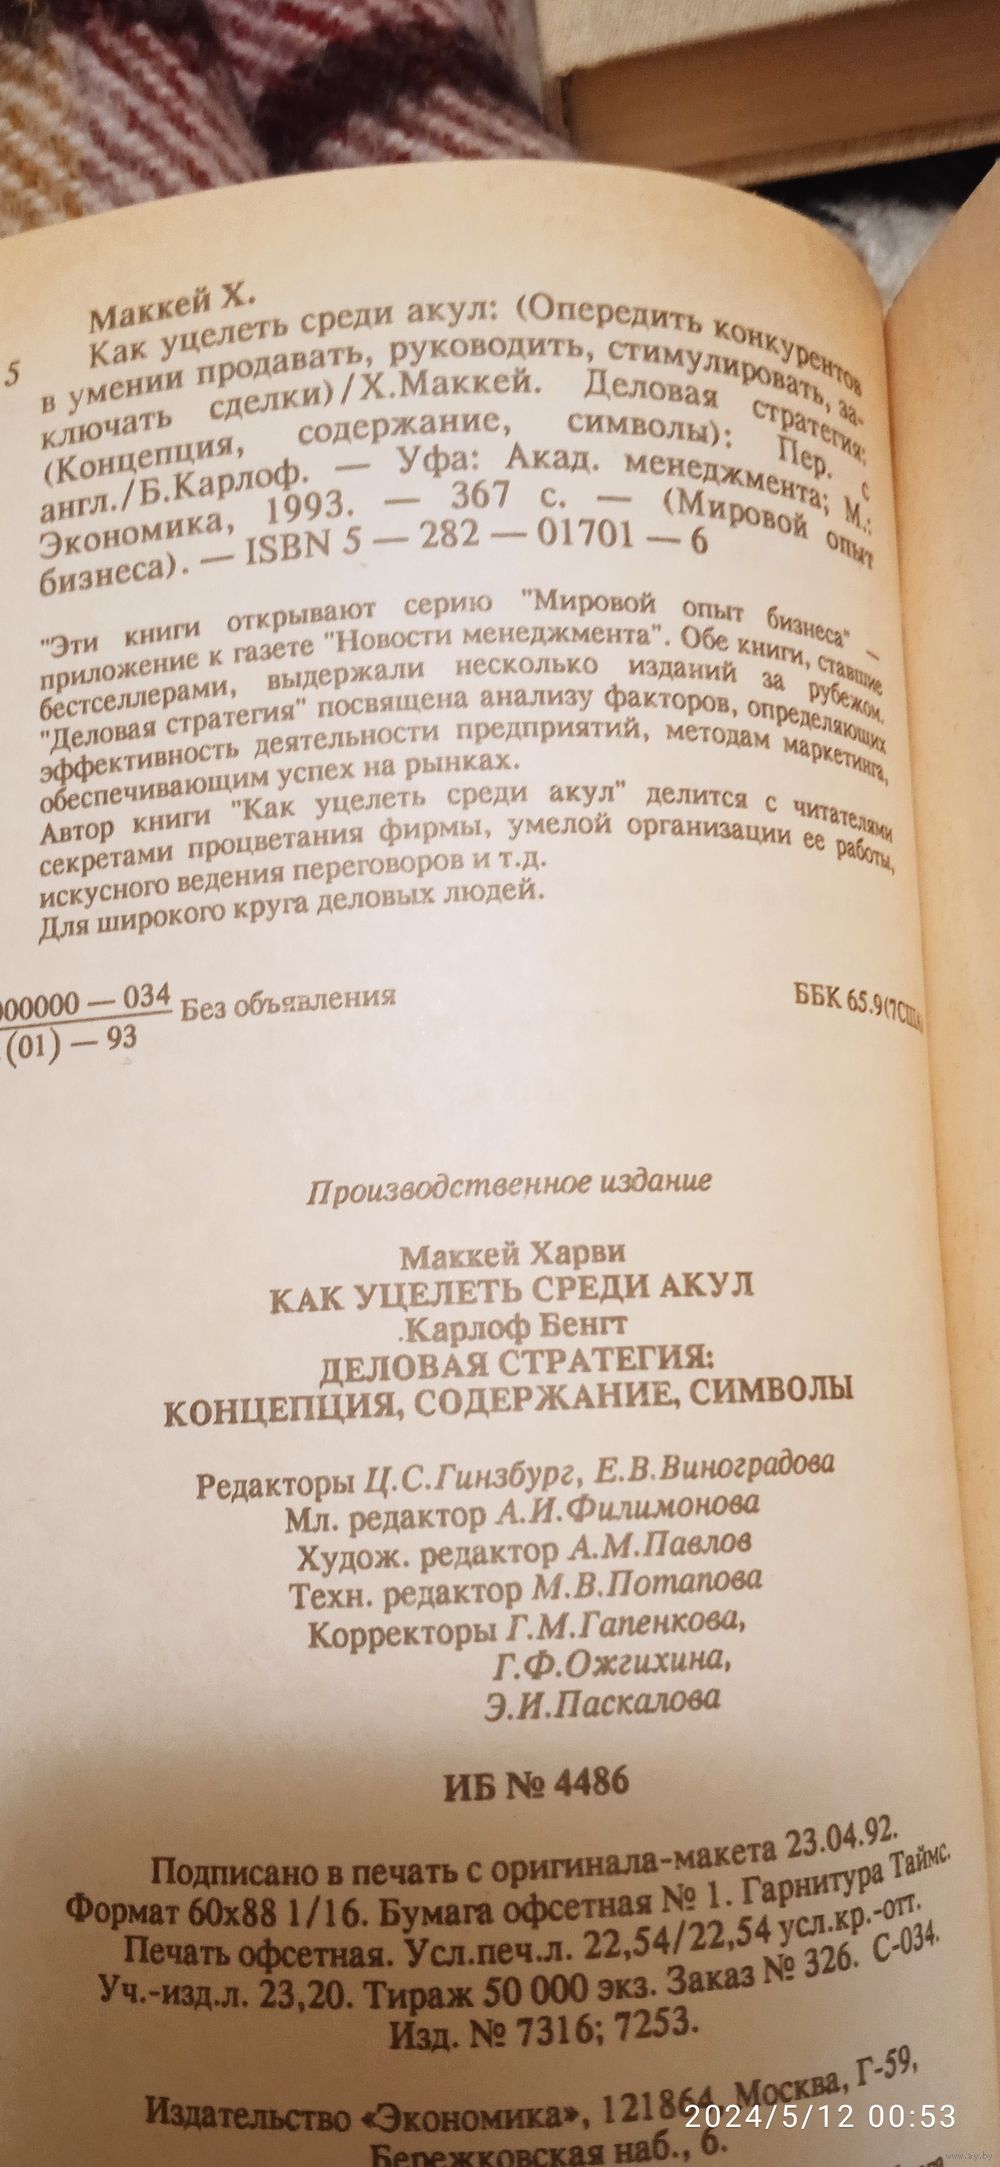 Маккей Х.
5
Как уцелеть среди акул: (Опередить конкурентов
в умении продавать, руководить, стимулировать, за-
ключать сделки)/Х.Маккей. Деловая стратегия:
(Концепция, содержание, символы): Пер. с
англ./Б.Карлоф. — Уфа: Акад. менеджмента; М.:
Экономика, 1993. — 367 с. — (Мировой опыт
бизнеса). — ISBN 5 — 282 — 01701 — 6
"Эти книги открывают серию "Мировой опыт бизнеса" —
приложение к газете "Новости менеджмента". Обе книги, ставшие
бестселлерами, выдержали несколько изданий за рубежом.
"Деловая стратегия" посвящена анализу факторов, определяющих
эффективность деятельности предприятий, методам маркетинга,
обеспечивающим успех на рынках.
Автор книги "Как уцелеть среди акул" делится с читателями
секретами процветания фирмы, умелой организации ее работы,
искусного ведения переговоров и т.д.
Для широкого круга деловых людей.
000000 — 034
(01) — 93
Без объявления
ББК 65.9(7США)
Производственное издание
Маккей Харви
КАК УЦЕЛЕТЬ СРЕДИ АКУЛ
Карлоф Бенгт
ДЕЛОВАЯ СТРАТЕГИЯ:
КОНЦЕПЦИЯ, СОДЕРЖАНИЕ, СИМВОЛЫ
Редакторы Ц.С.Гинзбург, Е.В.Виноградова
Мл. редактор А.И.Филимонова
Худож. редактор А.М.Павлов
Техн. редактор М.В.Потапова
Корректоры Г.М.Гапенкова,
Г.Ф.Ожгихина,
Э.И.Паскалова
ИБ № 4486
Подписано в печать с оригинала-макета 23.04.92.
Формат 60х88 1/16. Бумага офсетная № 1. Гарнитура Таймс.
Печать офсетная. Усл.печ.л. 22,54/22,54 усл.кр.-отт.
Уч.-изд.л. 23,20. Тираж 50 000 экз. Заказ № 326. С-034.
Изд. № 7316; 7253.
Издательство «Экономика», 121864, Москва, Г-59,
Бережковская наб., 6.
2024/5/12 00:53
www.ay.by